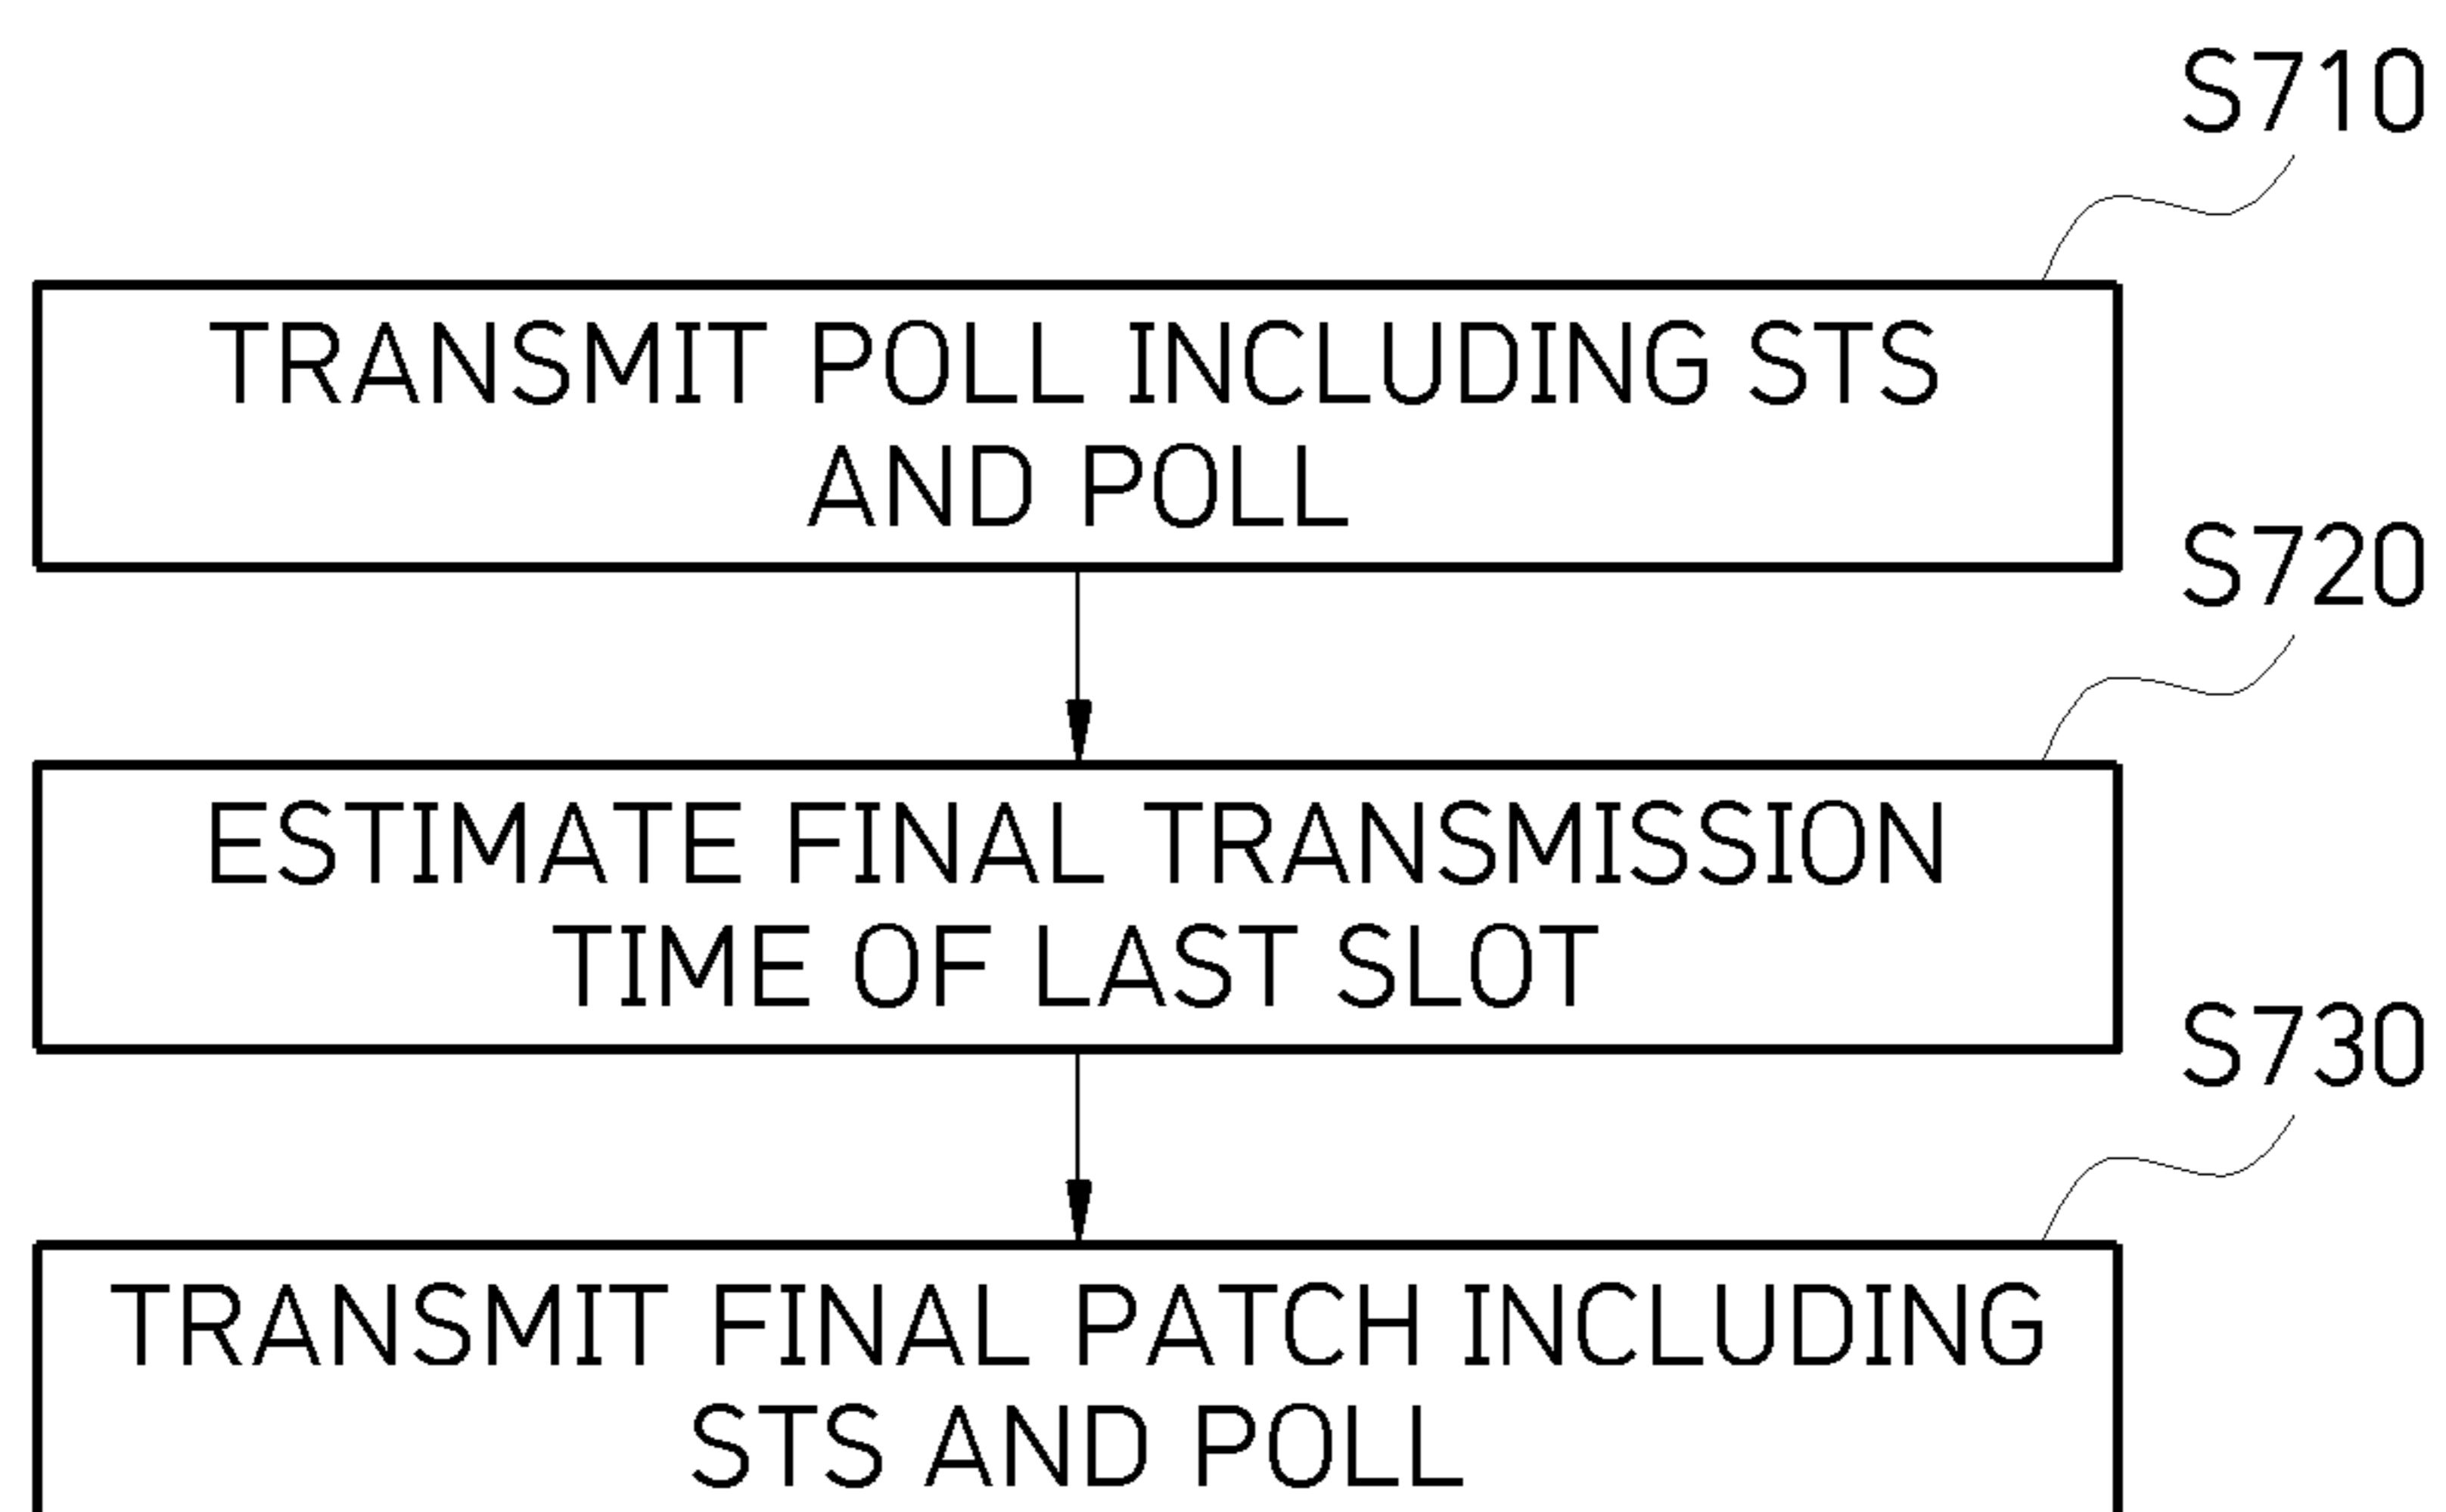 S710
TRANSMIT POLL INCLUDING STS
AND POLL
S720
ESTIMATE FINAL TRANSMISSION
TIME OF LAST SLOT
S730
TRANSMIT FINAL PATCH INCLUDING
STS AND POLL